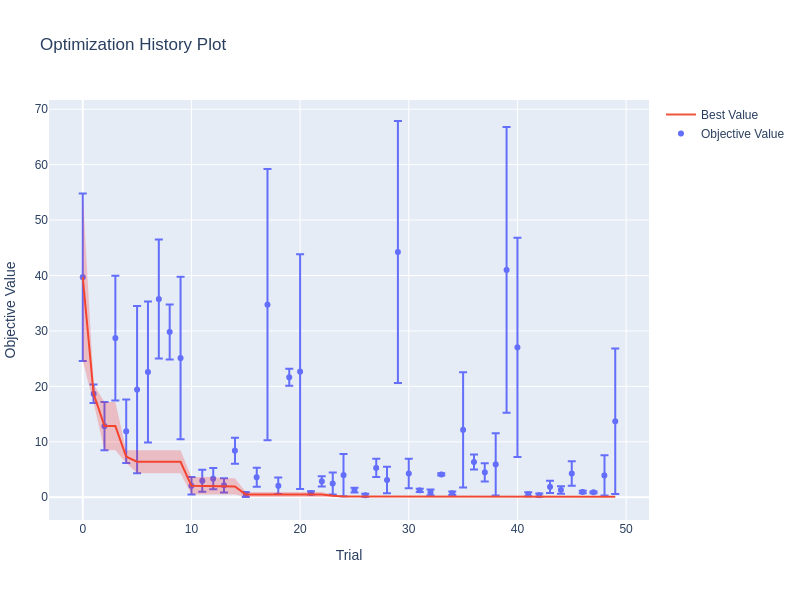 Optimization History Plot
Best Value
Objective Value
70
60
50
40
30
20
10
0
Objective Value
0 10 20 30 40 50
Trial